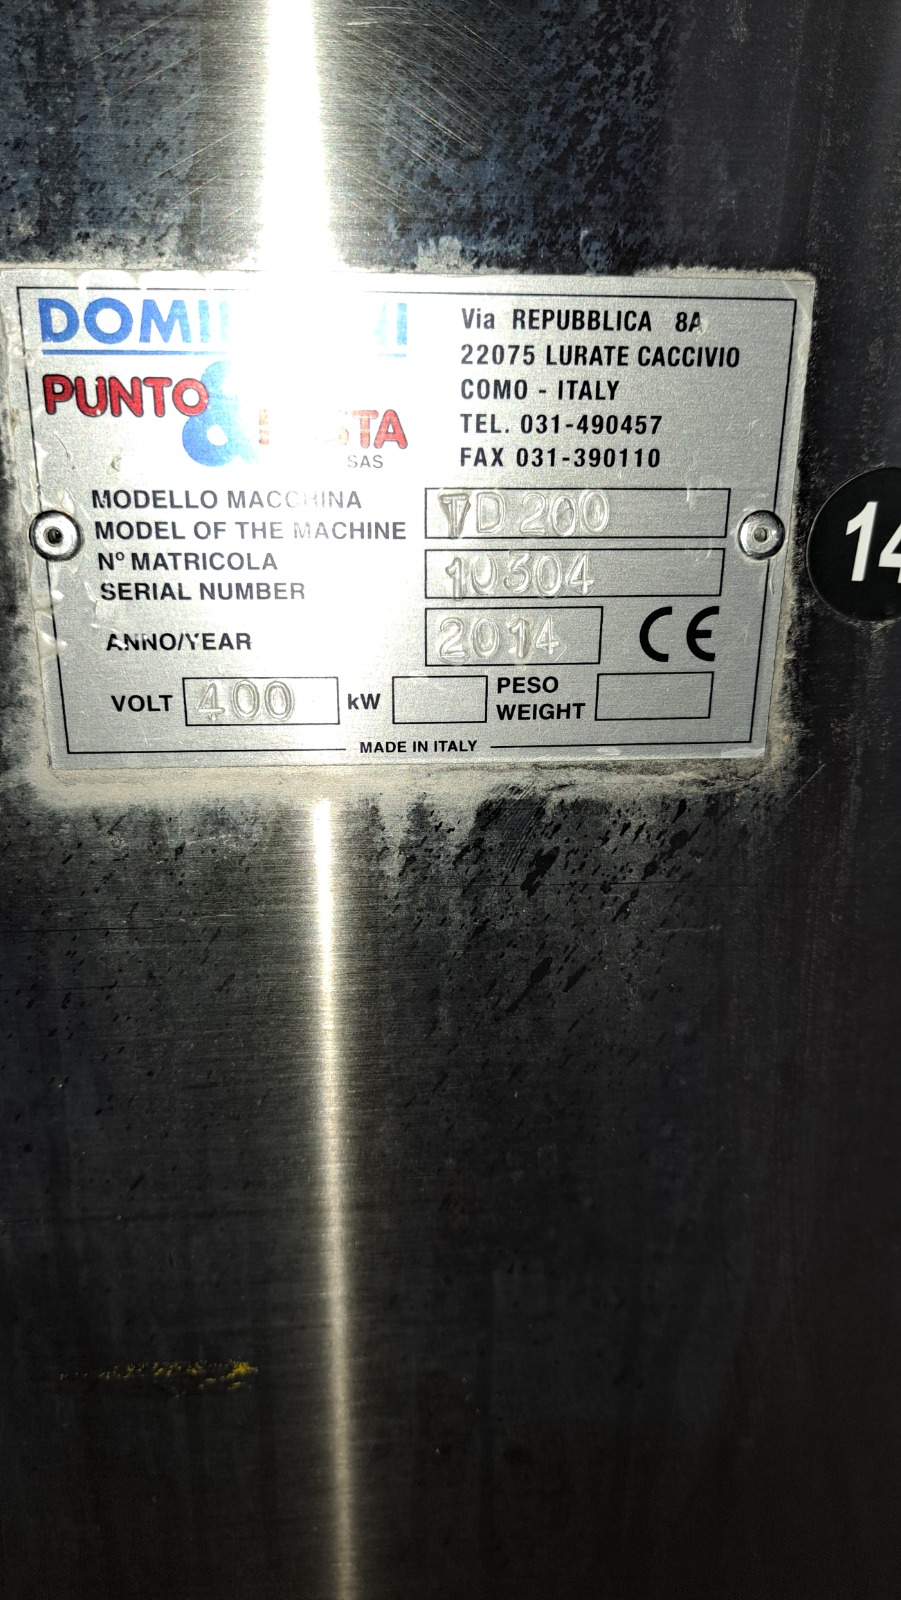 PUNTO
&
SAS
Via REPUBBLICA 8A
22075 LURATE CACCIVIO
COMO - ITALY
TEL. 031-490457
FAX 031-390110
MODELLO MACCHINA
MODEL OF THE MACHINE
TD200
Nº MATRICOLA
SERIAL NUMBER
10304
ANNO/YEAR
2014
CE
VOLT
400
kW
PESO
WEIGHT
MADE IN ITALY
14